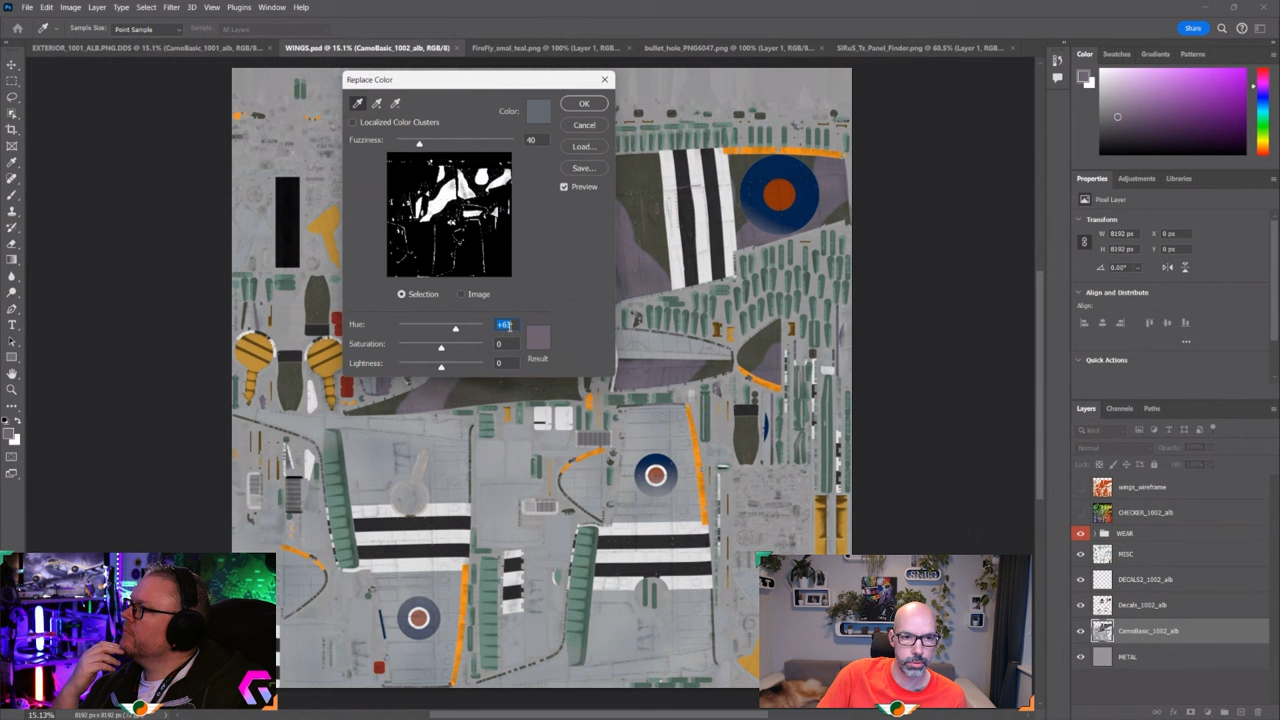 File Edit Image Layer Type Select Filter 3D View Plugins Window Help
Sample Size: Point Sample Sample: All Layers Share
EXTERIOR_1001_ALB.PNG.DDS @ 15.1% (CamoBasic_1001_alb, RGB/8... × WINGS.psd @ 15.1% (CamoBasic_1002_alb, RGB/8) × FireFly_smal_teal.png @ 100% (Layer 1, RGB... × bullet_hole_PNG6047.png @ 100% (Layer 1, RGB/8... × SiRuS_Ts_Panel_Finder.png @ 60.5% (Layer 1, RGB/8... ×
Replace Color
Color:
OK
Localized Color Clusters
Cancel
Fuzziness: 40
Load...
Save...
Preview
Selection Image
Hue:
Saturation: 0
Result
Lightness: 0
Color Swatches Gradients Patterns
Properties Adjustments Libraries
Pixel Layer
Transform
W 8192 px X 0 px
H 8192 px Y 0 px
0.00°
Align and Distribute
Align:
Quick Actions
Layers Channels Paths
Kind
Normal Opacity:
Lock:
wings_wireframe
CHECKER_1002_alb
WEAR
MISC
DECALS2_1002_alb
Decals_1002_alb
CamoBasic_1002_alb
METAL
15.13% 8192 px x 8192 px (72 ppi)